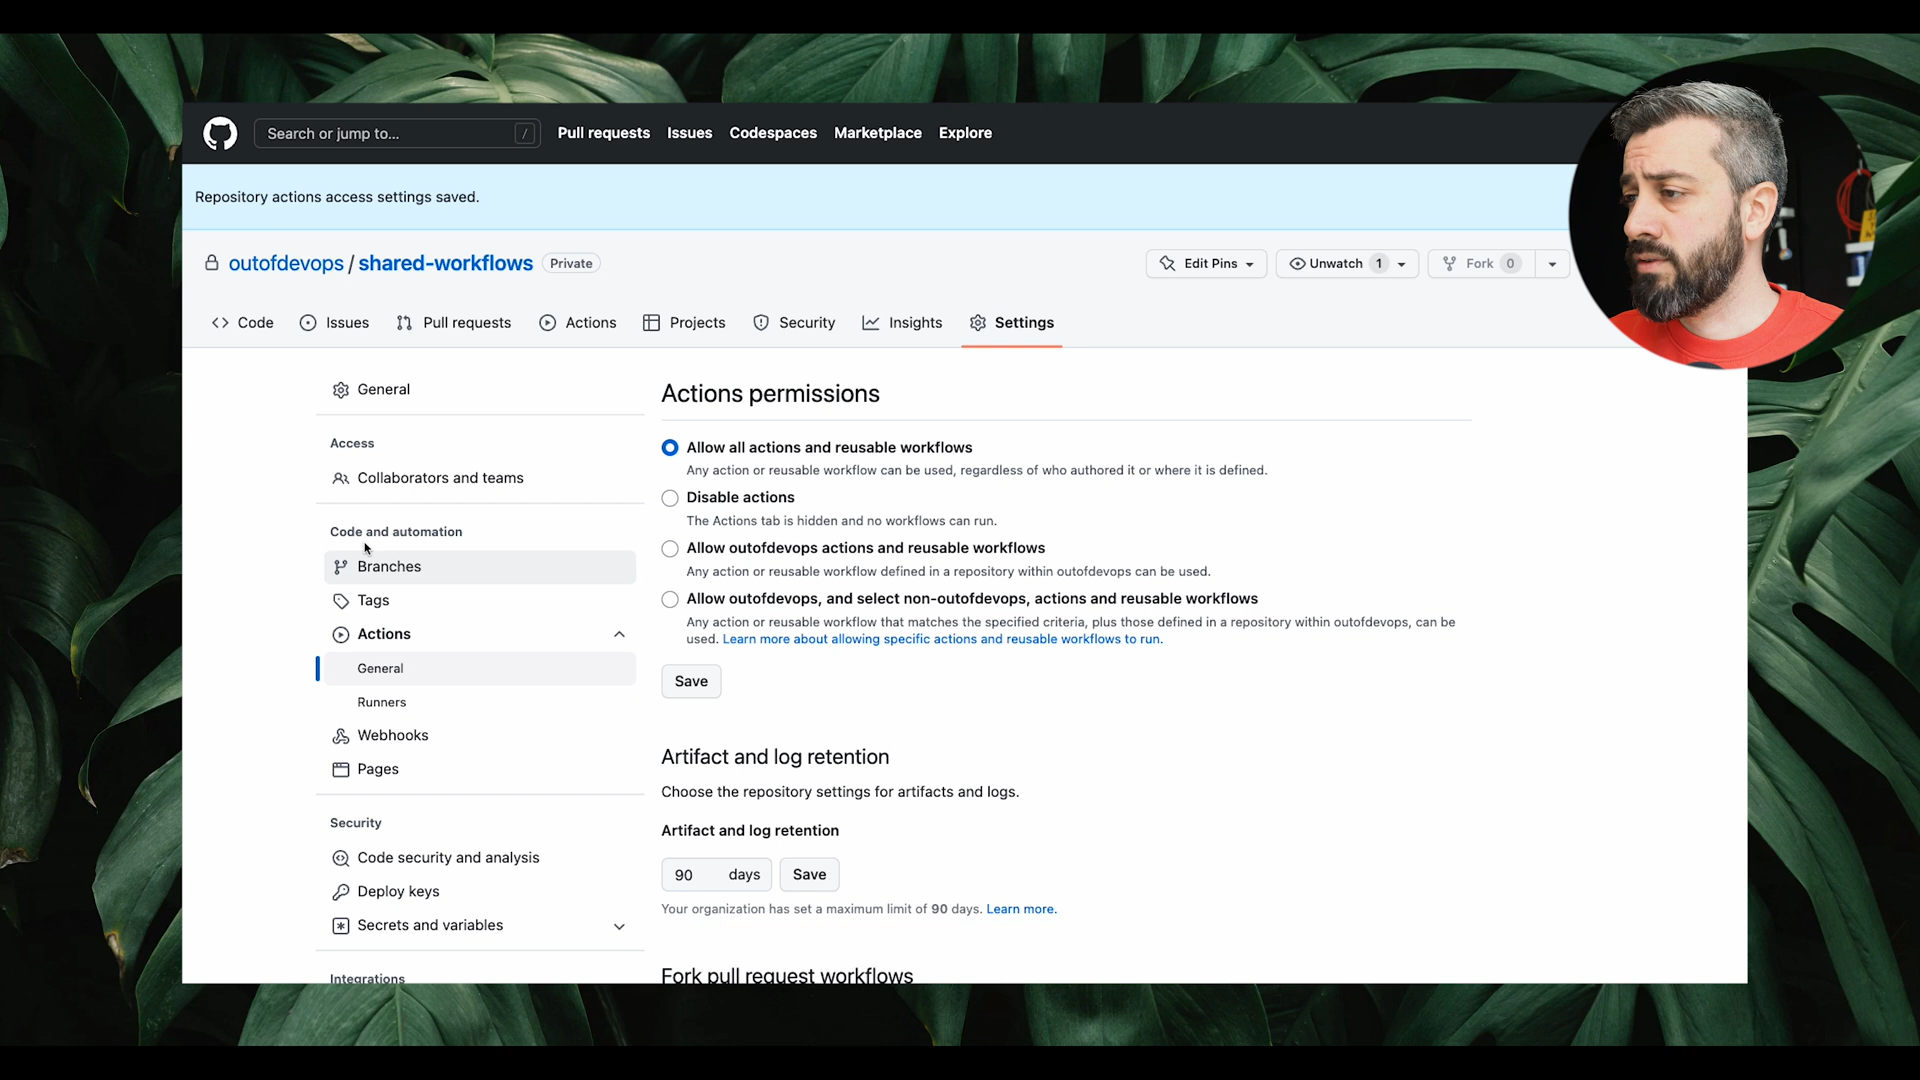 Search or jump to... /
Pull requests Issues Codespaces Marketplace Explore
Repository actions access settings saved.
outofdevops / shared-workflows Private
Edit Pins Unwatch 1 Fork 0
Code Issues Pull requests Actions Projects Security Insights Settings
General
Access
Collaborators and teams
Code and automation
Branches
Tags
Actions
General
Runners
Webhooks
Pages
Security
Code security and analysis
Deploy keys
Secrets and variables
Integrations
Actions permissions
Allow all actions and reusable workflows
Any action or reusable workflow can be used, regardless of who authored it or where it is defined.
Disable actions
The Actions tab is hidden and no workflows can run.
Allow outofdevops actions and reusable workflows
Any action or reusable workflow defined in a repository within outofdevops can be used.
Allow outofdevops, and select non-outofdevops, actions and reusable workflows
Any action or reusable workflow that matches the specified criteria, plus those defined in a repository within outofdevops, can be
used. Learn more about allowing specific actions and reusable workflows to run.
Save
Artifact and log retention
Choose the repository settings for artifacts and logs.
Artifact and log retention
90 days Save
Your organization has set a maximum limit of 90 days. Learn more.
Fork pull request workflows